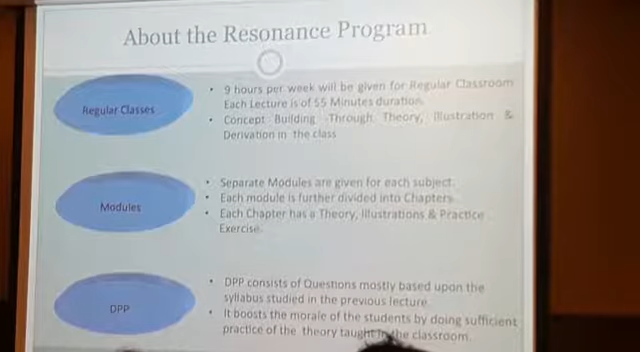 About the Resonance Program
Regular Classes
• 9 hours per week will be given for Regular Classroom
Each Lecture is of 55 Minutes duration.
• Concept Building Through Theory, Illustration &
Derivation in the class
Modules
• Separate Modules are given for each subject.
• Each module is further divided into Chapters.
• Each Chapter has a Theory, Illustrations & Practice
Exercise.
DPP
• DPP consists of Questions mostly based upon the
syllabus studied in the previous lecture.
• It boosts the morale of the students by doing sufficient
practice of the theory taught in the classroom.